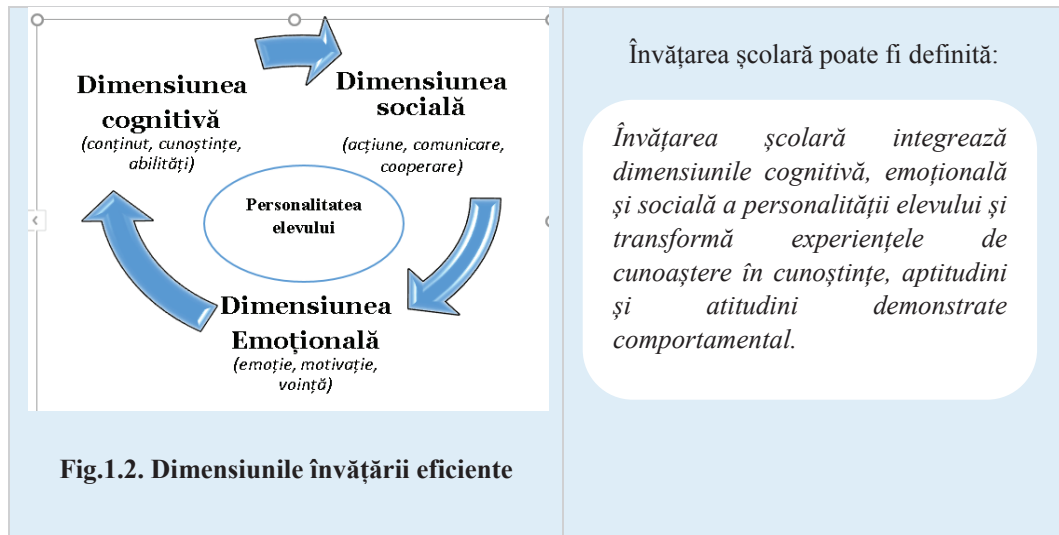 Dimensiunea
cognitivă
(conținut, cunoștințe,
abilități)
Dimensiunea
socială
(acțiune, comunicare,
cooperare)
Personalitatea
elevului
Dimensiunea
Emoțională
(emoție, motivație,
voință)
Fig.1.2. Dimensiunile învățării eficiente
Învățarea școlară poate fi definită:
Învățarea școlară integrează
dimensiunile cognitivă, emoțională
și socială a personalității elevului și
transformă experiențele de
cunoaștere în cunoștințe, aptitudini
și atitudini demonstrate
comportamental.